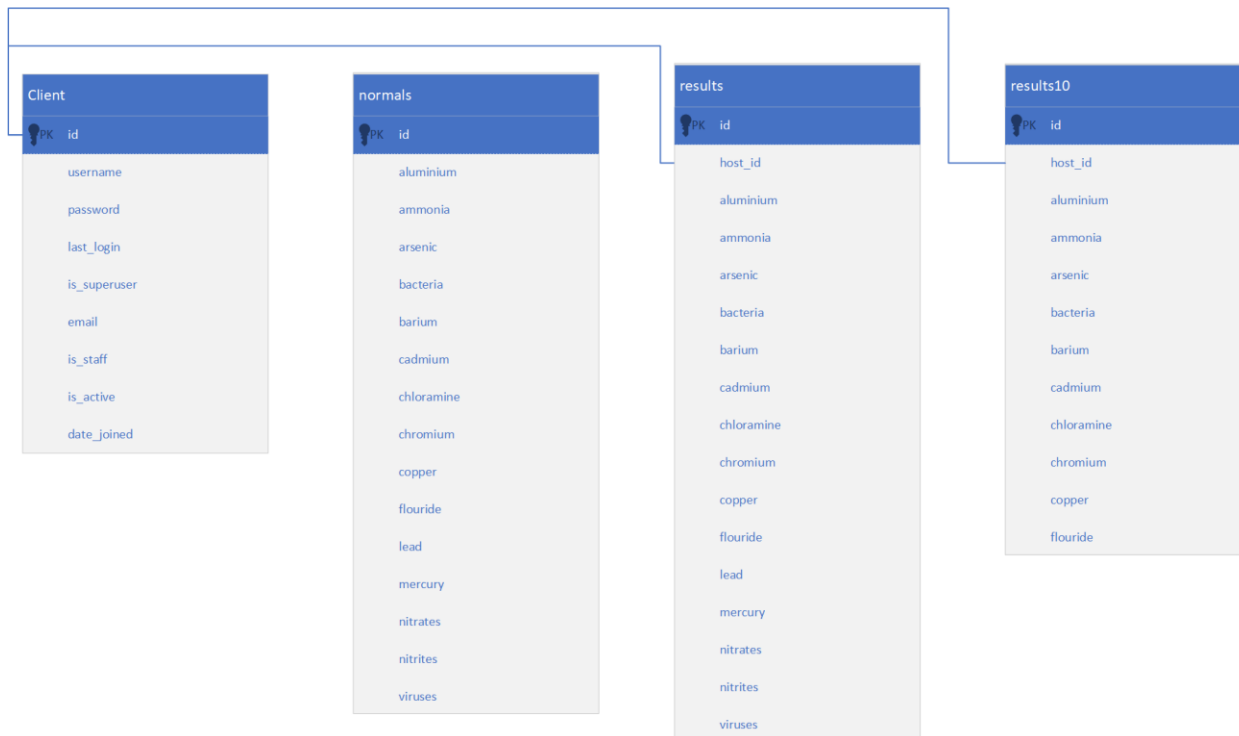 Client
PK id
username
password
last_login
is_superuser
email
is_staff
is_active
date_joined
normals
PK id
aluminium
ammonia
arsenic
bacteria
barium
cadmium
chloramine
chromium
copper
flouride
lead
mercury
nitrates
nitrites
viruses
results
PK id
host_id
aluminium
ammonia
arsenic
bacteria
barium
cadmium
chloramine
chromium
copper
flouride
lead
mercury
nitrates
nitrites
viruses
results10
PK id
host_id
aluminium
ammonia
arsenic
bacteria
barium
cadmium
chloramine
chromium
copper
flouride